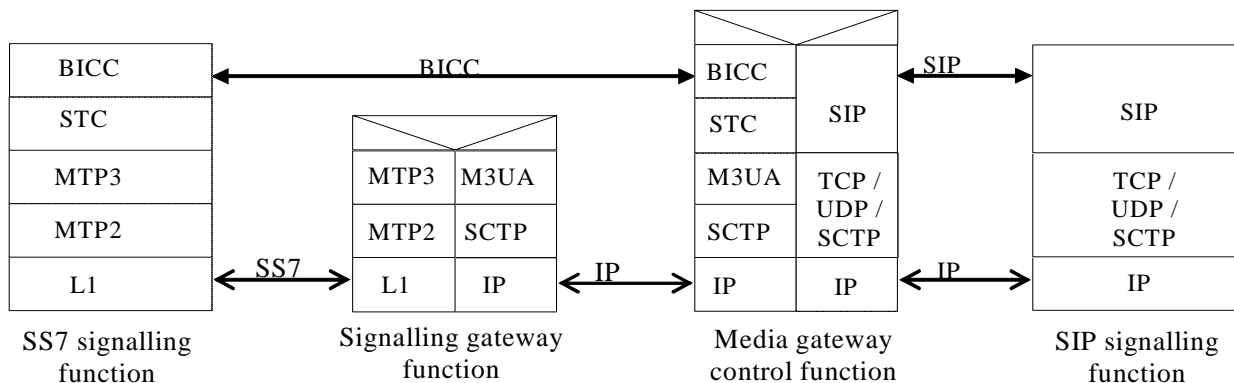 BICC
STC
MTP3
MTP2
L1
SS7 signalling
function
BICC
SS7
MTP3
M3UA
MTP2
SCTP
L1
IP
Signalling gateway
function
IP
BICC
STC
M3UA
SCTP
IP
SIP
TCP /
UDP /
SCTP
IP
Media gateway
control function
SIP
IP
SIP
TCP /
UDP /
SCTP
IP
SIP signalling
function